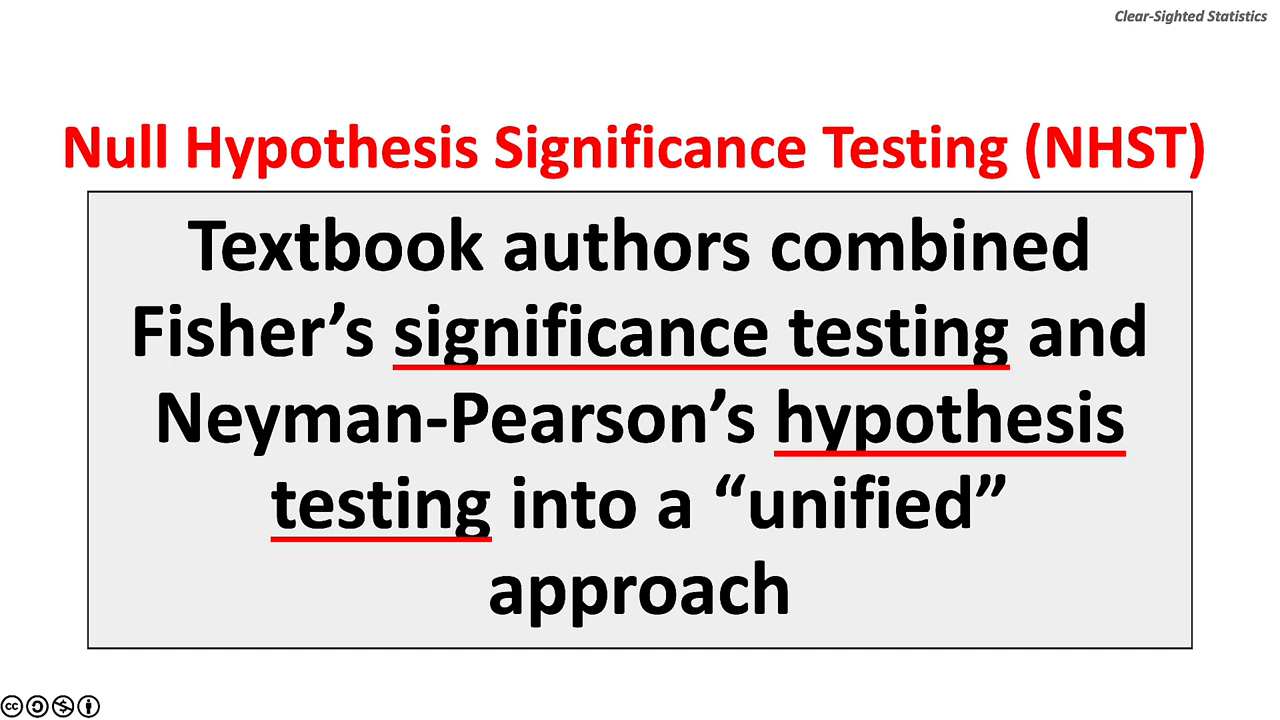 Clear-Sighted Statistics
Null Hypothesis Significance Testing (NHST)
Textbook authors combined
Fisher’s significance testing and
Neyman-Pearson’s hypothesis
testing into a “unified”
approach
cc